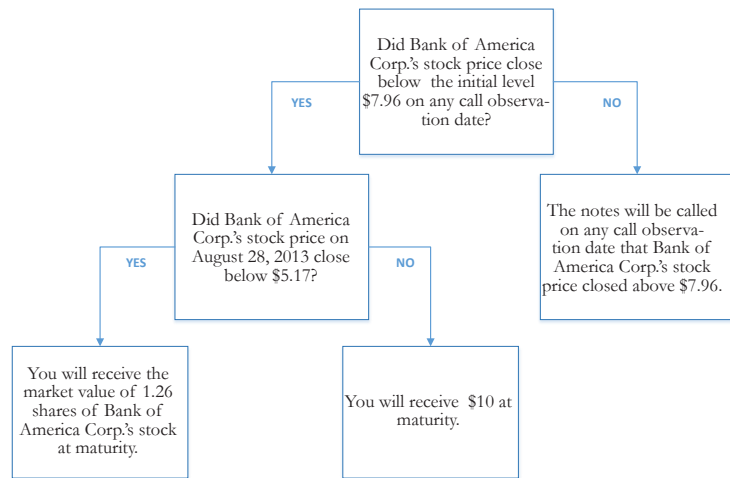 Did Bank of America
Corp.'s stock price close
below the initial level
$7.96 on any call observa-
tion date?
YES
NO
Did Bank of America
Corp.'s stock price on
August 28, 2013 close
below $5.17?
The notes will be called
on any call observa-
tion date that Bank of
America Corp.'s stock
price closed above $7.96.
YES
NO
You will receive the
market value of 1.26
shares of Bank of
America Corp.'s stock
at maturity.
You will receive $10 at
maturity.